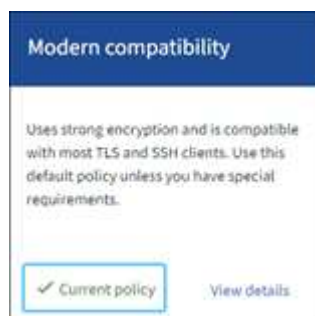 Modern compatibility
Uses strong encryption and is compatible
with most TLS and SSH clients. Use this
default policy unless you have special
requirements.
✓ Current policy
View details